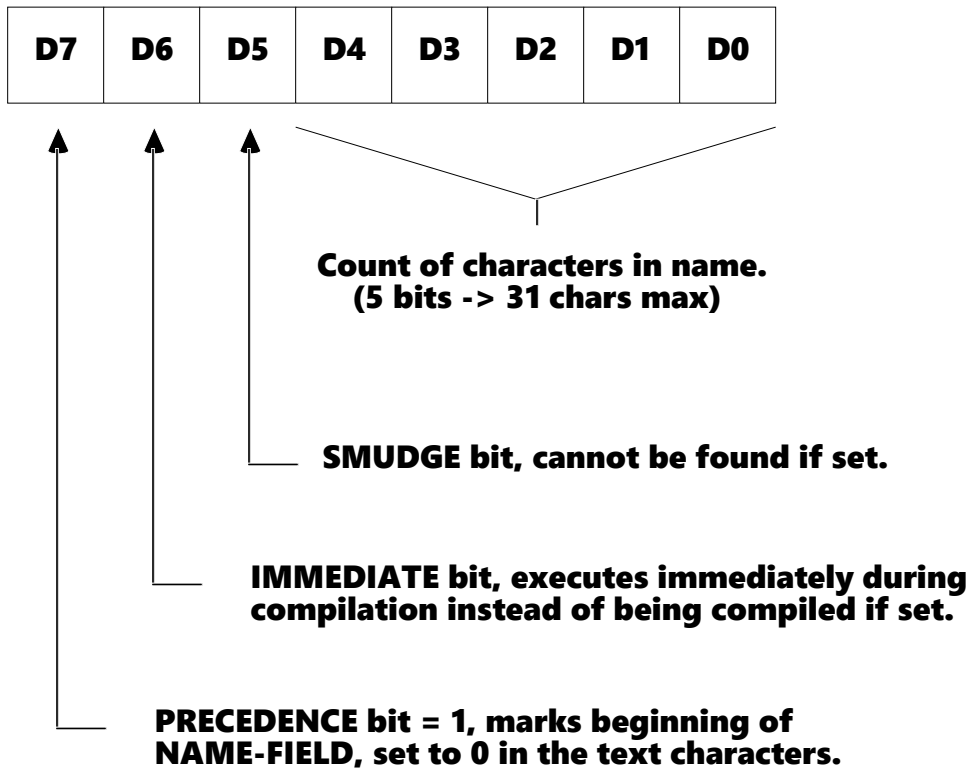 D7 D6 D5 D4 D3 D2 D1 D0
Count of characters in name.
(5 bits -> 31 chars max)
SMUDGE bit, cannot be found if set.
IMMEDIATE bit, executes immediately during
compilation instead of being compiled if set.
PRECEDENCE bit = 1, marks beginning of
NAME-FIELD, set to 0 in the text characters.